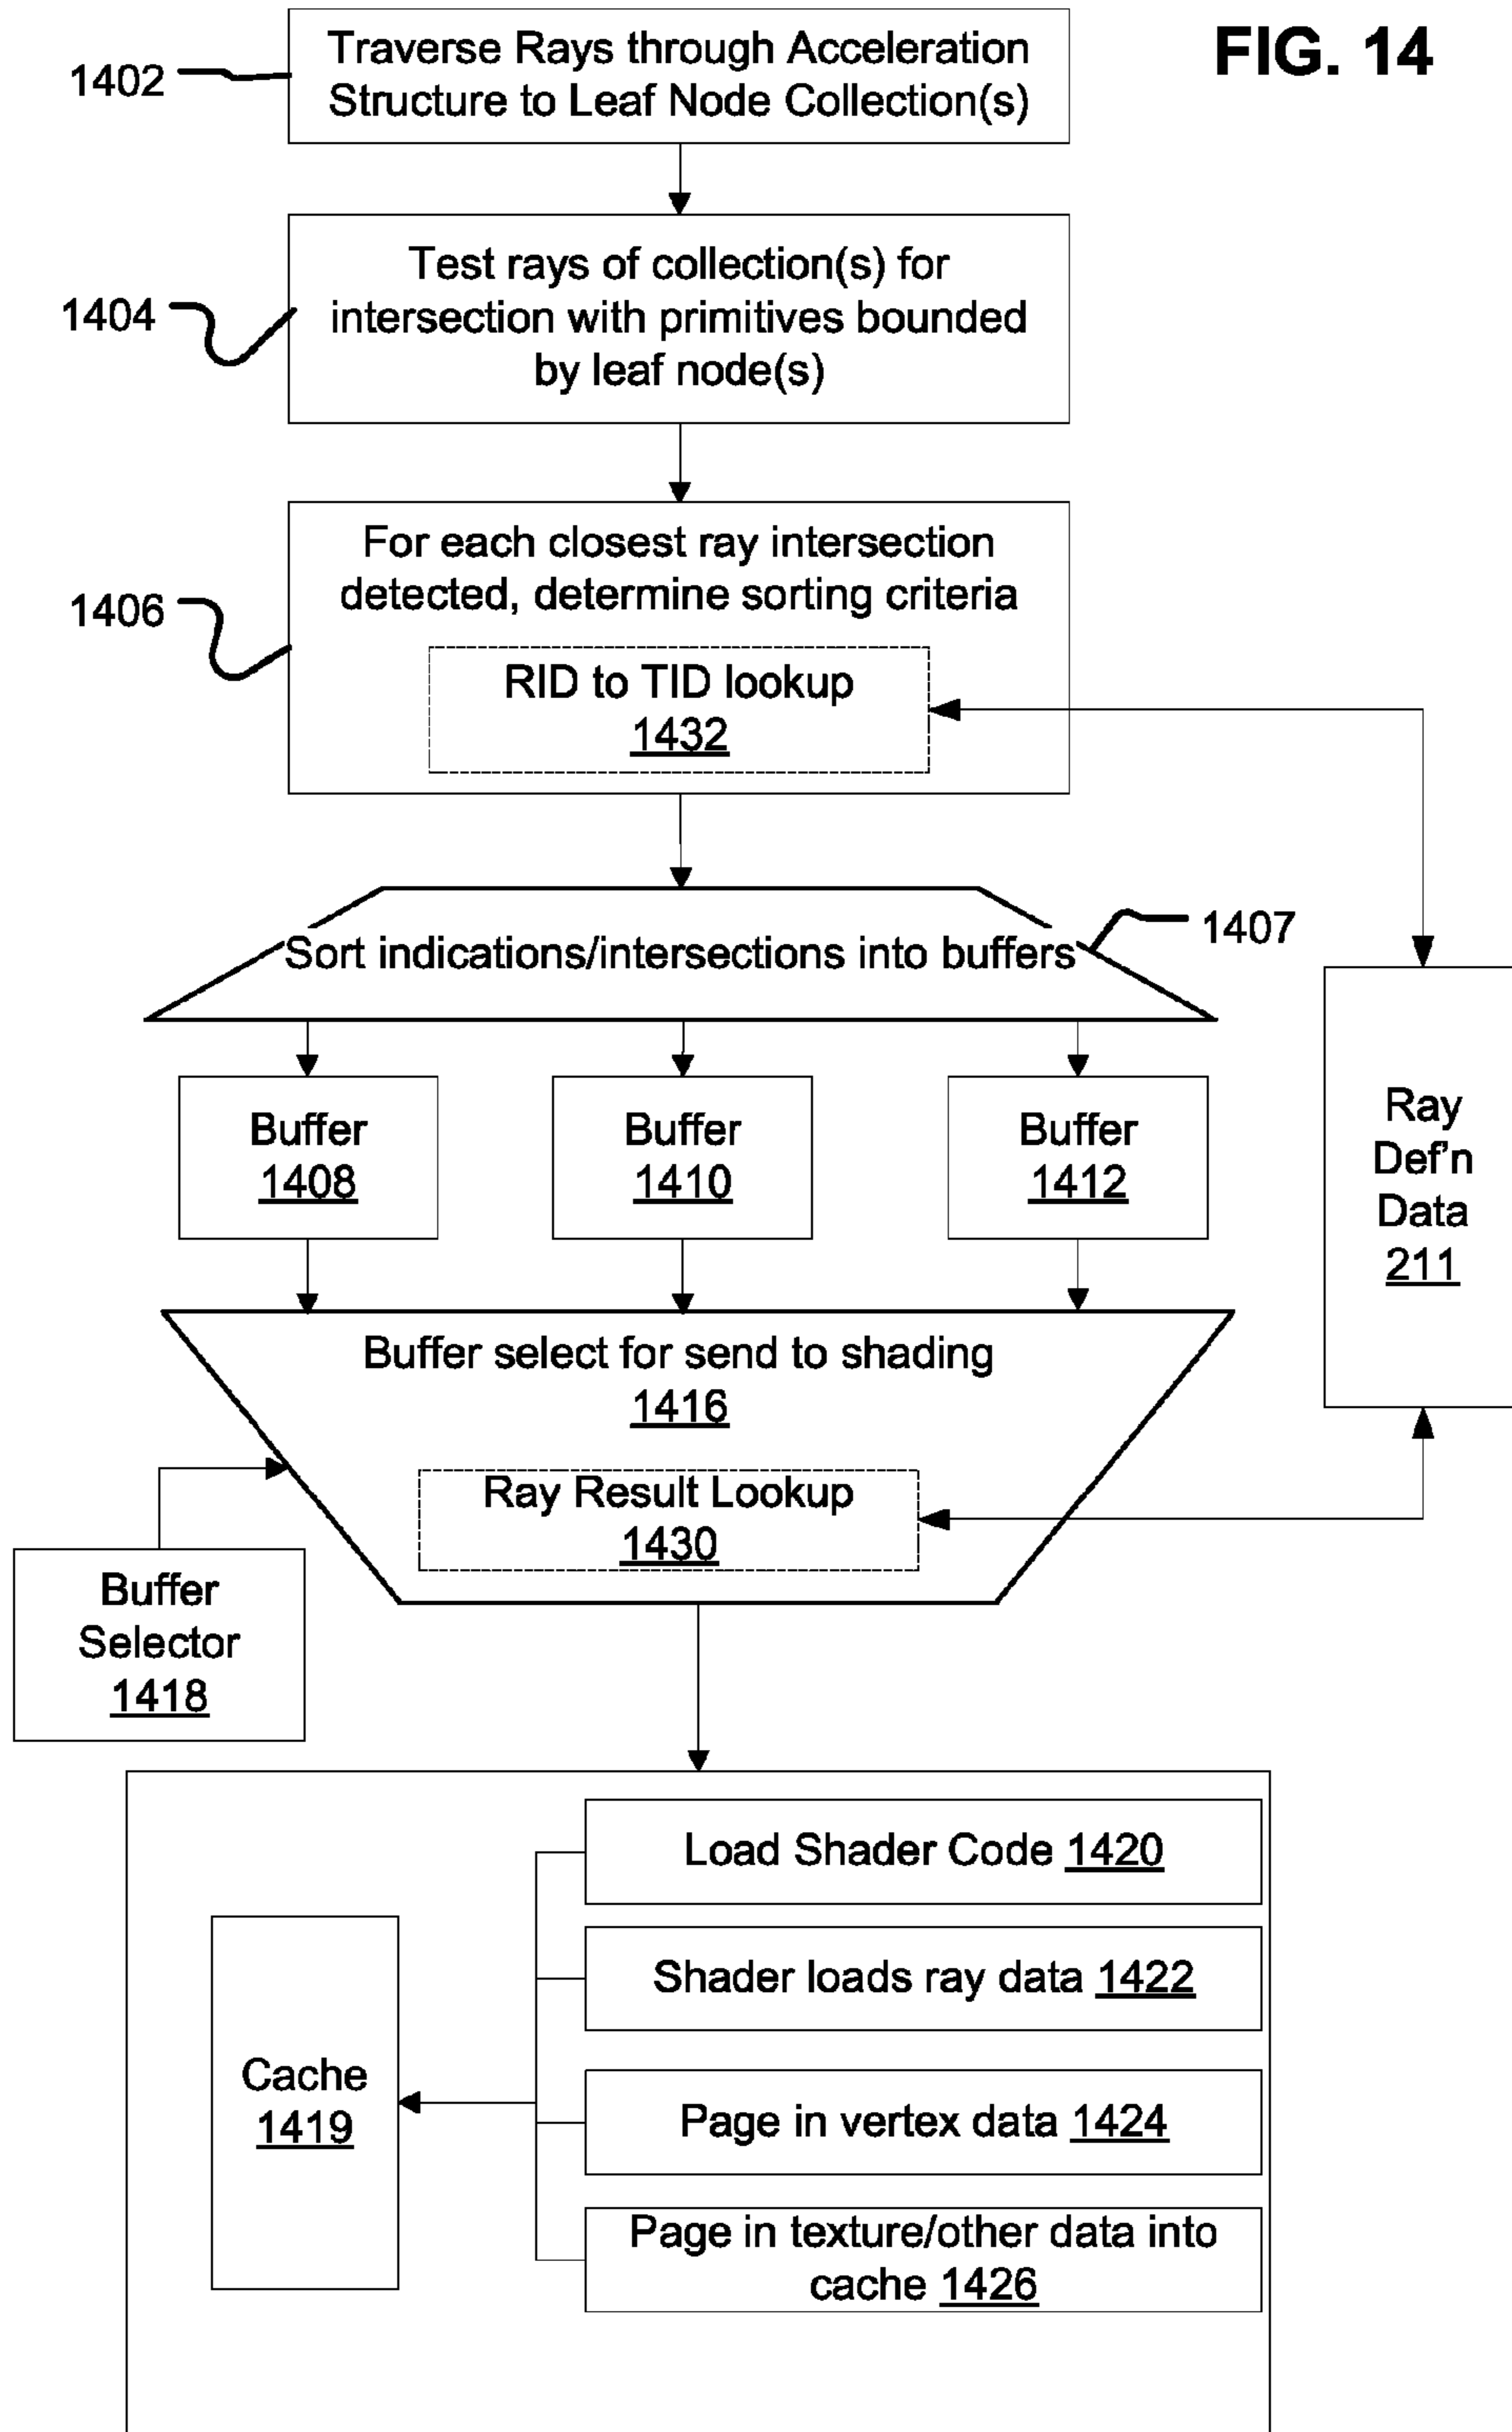 FIG. 14
1402
Traverse Rays through Acceleration
Structure to Leaf Node Collection(s)
1404
Test rays of collection(s) for
intersection with primitives bounded
by leaf node(s)
1406
For each closest ray intersection
detected, determine sorting criteria
RID to TID lookup
1432
Sort indications/intersections into buffers
1407
Buffer
1408
Buffer
1410
Buffer
1412
Ray
Def'n
Data
211
Buffer select for send to shading
1416
Ray Result Lookup
1430
Buffer
Selector
1418
Load Shader Code 1420
Shader loads ray data 1422
Cache
1419
Page in vertex data 1424
Page in texture/other data into
cache 1426